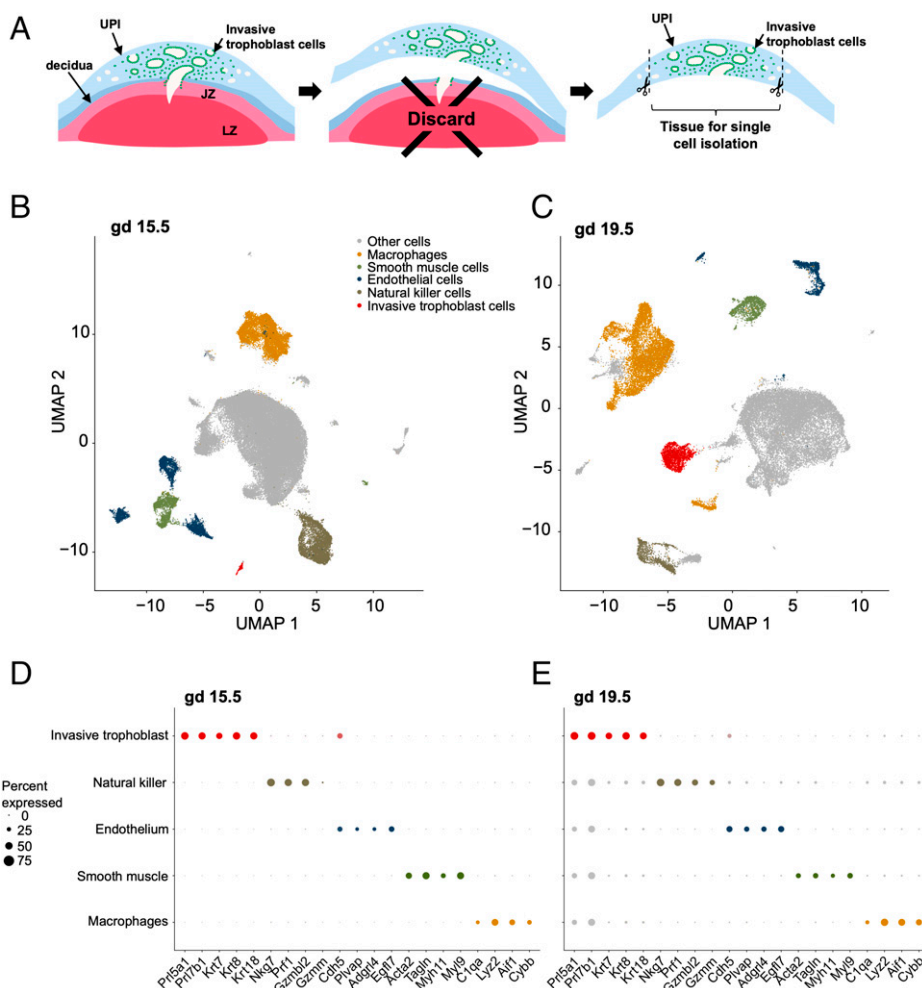 A
UPI
Invasive
trophoblast cells
decidua
JZ
LZ
Discard
UPI
Invasive
trophoblast cells
Tissue for single
cell isolation
B
gd 15.5
Other cells
Macrophages
Smooth muscle cells
Endothelial cells
Natural killer cells
Invasive trophoblast cells
UMAP 2
10
0
−10
−10
−5
0
5
10
UMAP 1
C
gd 19.5
UMAP 2
10
5
0
−5
−10
−10
−5
0
5
10
UMAP 1
D
gd 15.5
Invasive trophoblast
Natural killer
Endothelium
Smooth muscle
Macrophages
Percent
expressed
0
25
50
75
Prl5a1
Prl7b1
Krt7
Krt8
Krt18
Nkg7
Prf1
Gzmbl2
Gzmm
Cdh5
Plvap
Adgrl4
Egfl7
Acta2
Tagln
Myh11
Myl9
C1qa
Lyz2
Aif1
Cybb
E
gd 19.5
Prl5a1
Prl7b1
Krt7
Krt8
Krt18
Nkg7
Prf1
Gzmbl2
Gzmm
Cdh5
Plvap
Adgrl4
Egfl7
Acta2
Tagln
Myh11
Myl9
C1qa
Lyz2
Aif1
Cybb